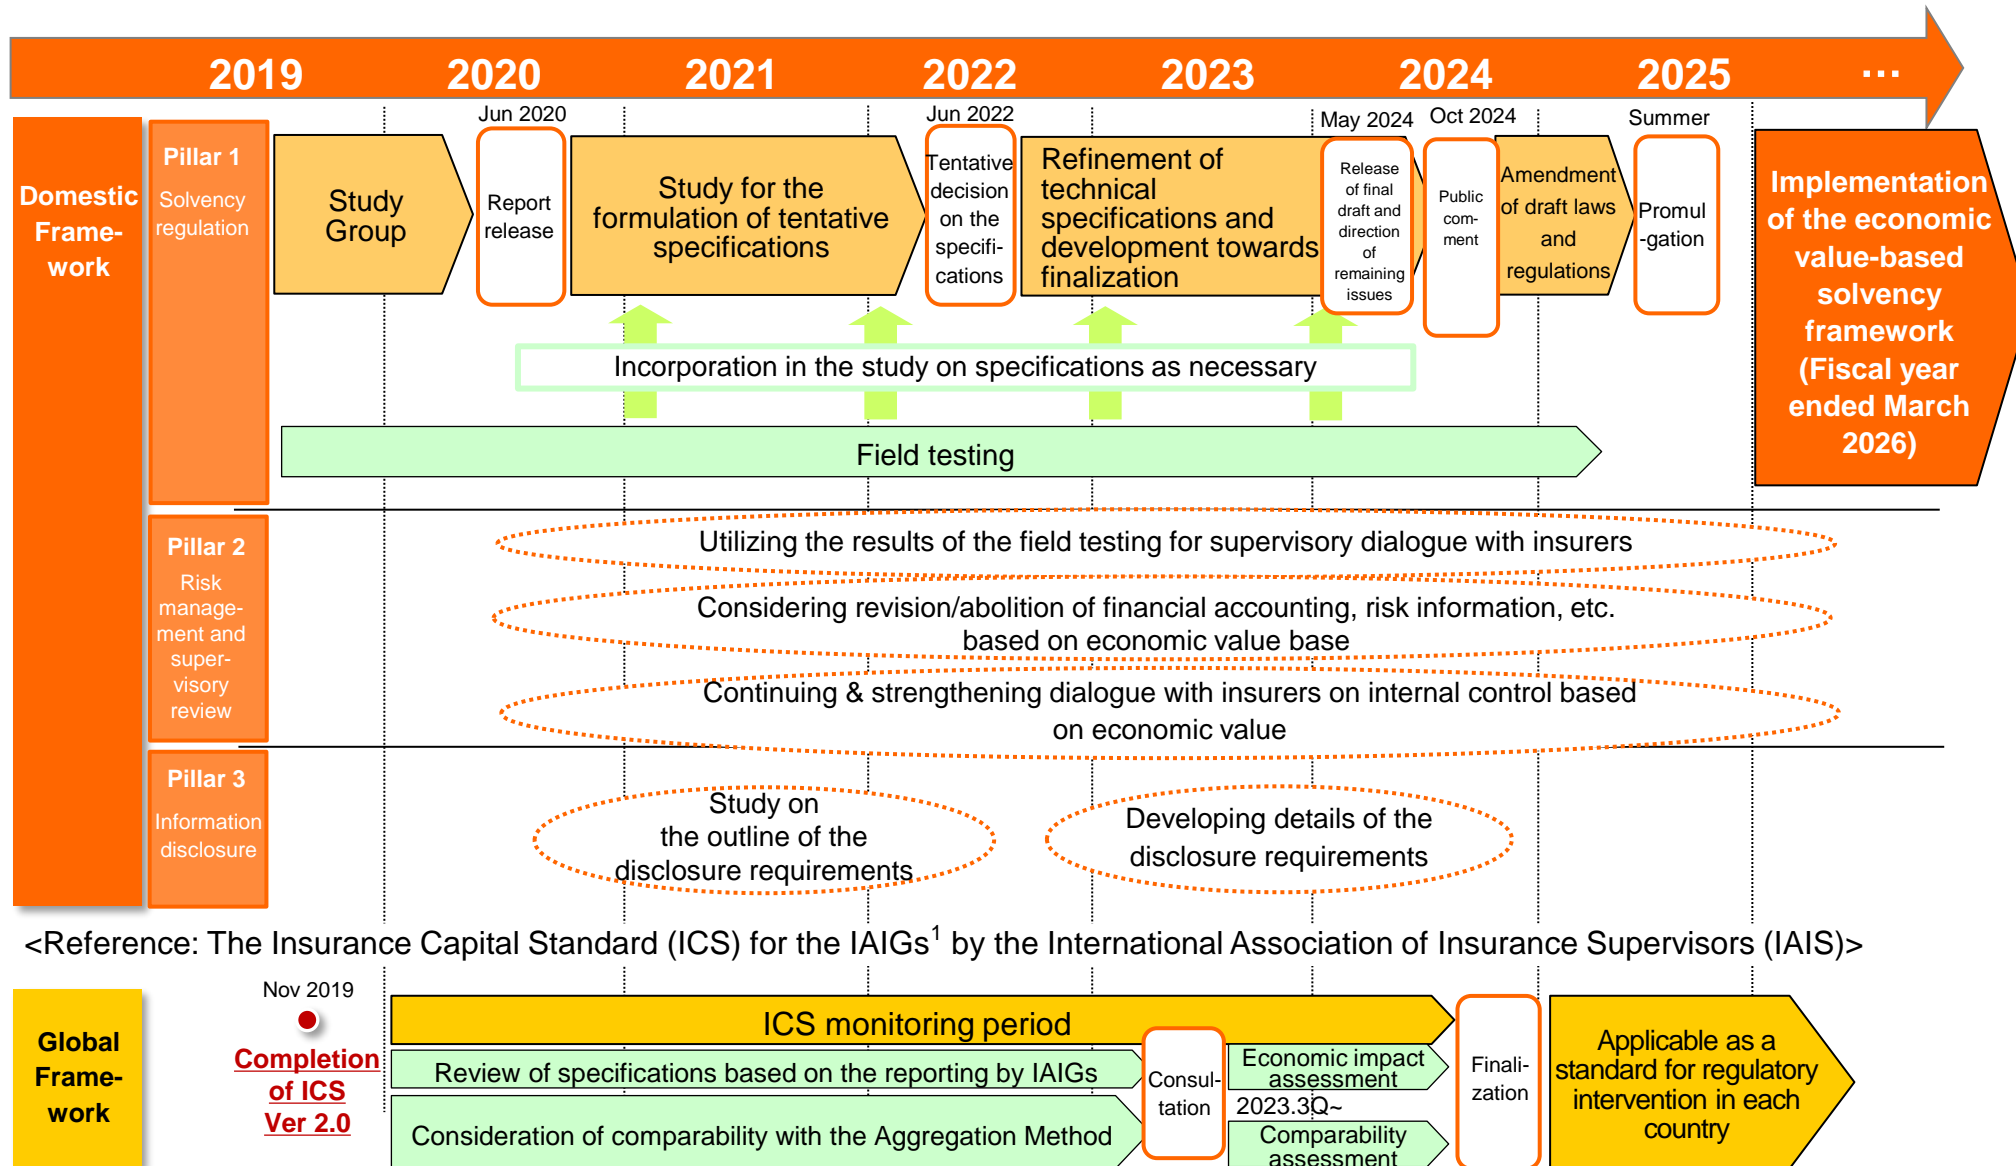 2019
2020
2021
2022
2023
2024
2025
...
Domestic
Frame-
work
Pillar 1
Solvency
regulation
Study
Group
Jun 2020
Report
release
Study for the
formulation of tentative
specifications
Jun 2022
Tentative
decision
on the
specifi-
cations
Refinement of
technical
specifications and
development towards
finalization
May 2024
Release
of final
draft and
direction
of
remaining
issues
Oct 2024
Public
com-
ment
Amendment
of draft laws
and
regulations
Summer
Promul
-gation
Implementation
of the economic
value-based
solvency
framework
(Fiscal year
ended March
2026)
Incorporation in the study on specifications as necessary
Field testing
Pillar 2
Risk
manage-
ment and
super-
visory
review
Utilizing the results of the field testing for supervisory dialogue with insurers
Considering revision/abolition of financial accounting, risk information, etc.
based on economic value base
Continuing & strengthening dialogue with insurers on internal control based
on economic value
Pillar 3
Information
disclosure
Study on
the outline of the
disclosure requirements
Developing details of the
disclosure requirements
<Reference: The Insurance Capital Standard (ICS) for the IAIGs1 by the International Association of Insurance Supervisors (IAIS)>
Global
Frame-
work
Nov 2019
Completion
of ICS
Ver 2.0
ICS monitoring period
Review of specifications based on the reporting by IAIGs
Consideration of comparability with the Aggregation Method
Consul-
tation
Economic impact
assessment
2023.3Q~
Comparability
assessment
Finali-
zation
Applicable as a
standard for regulatory
intervention in each
country